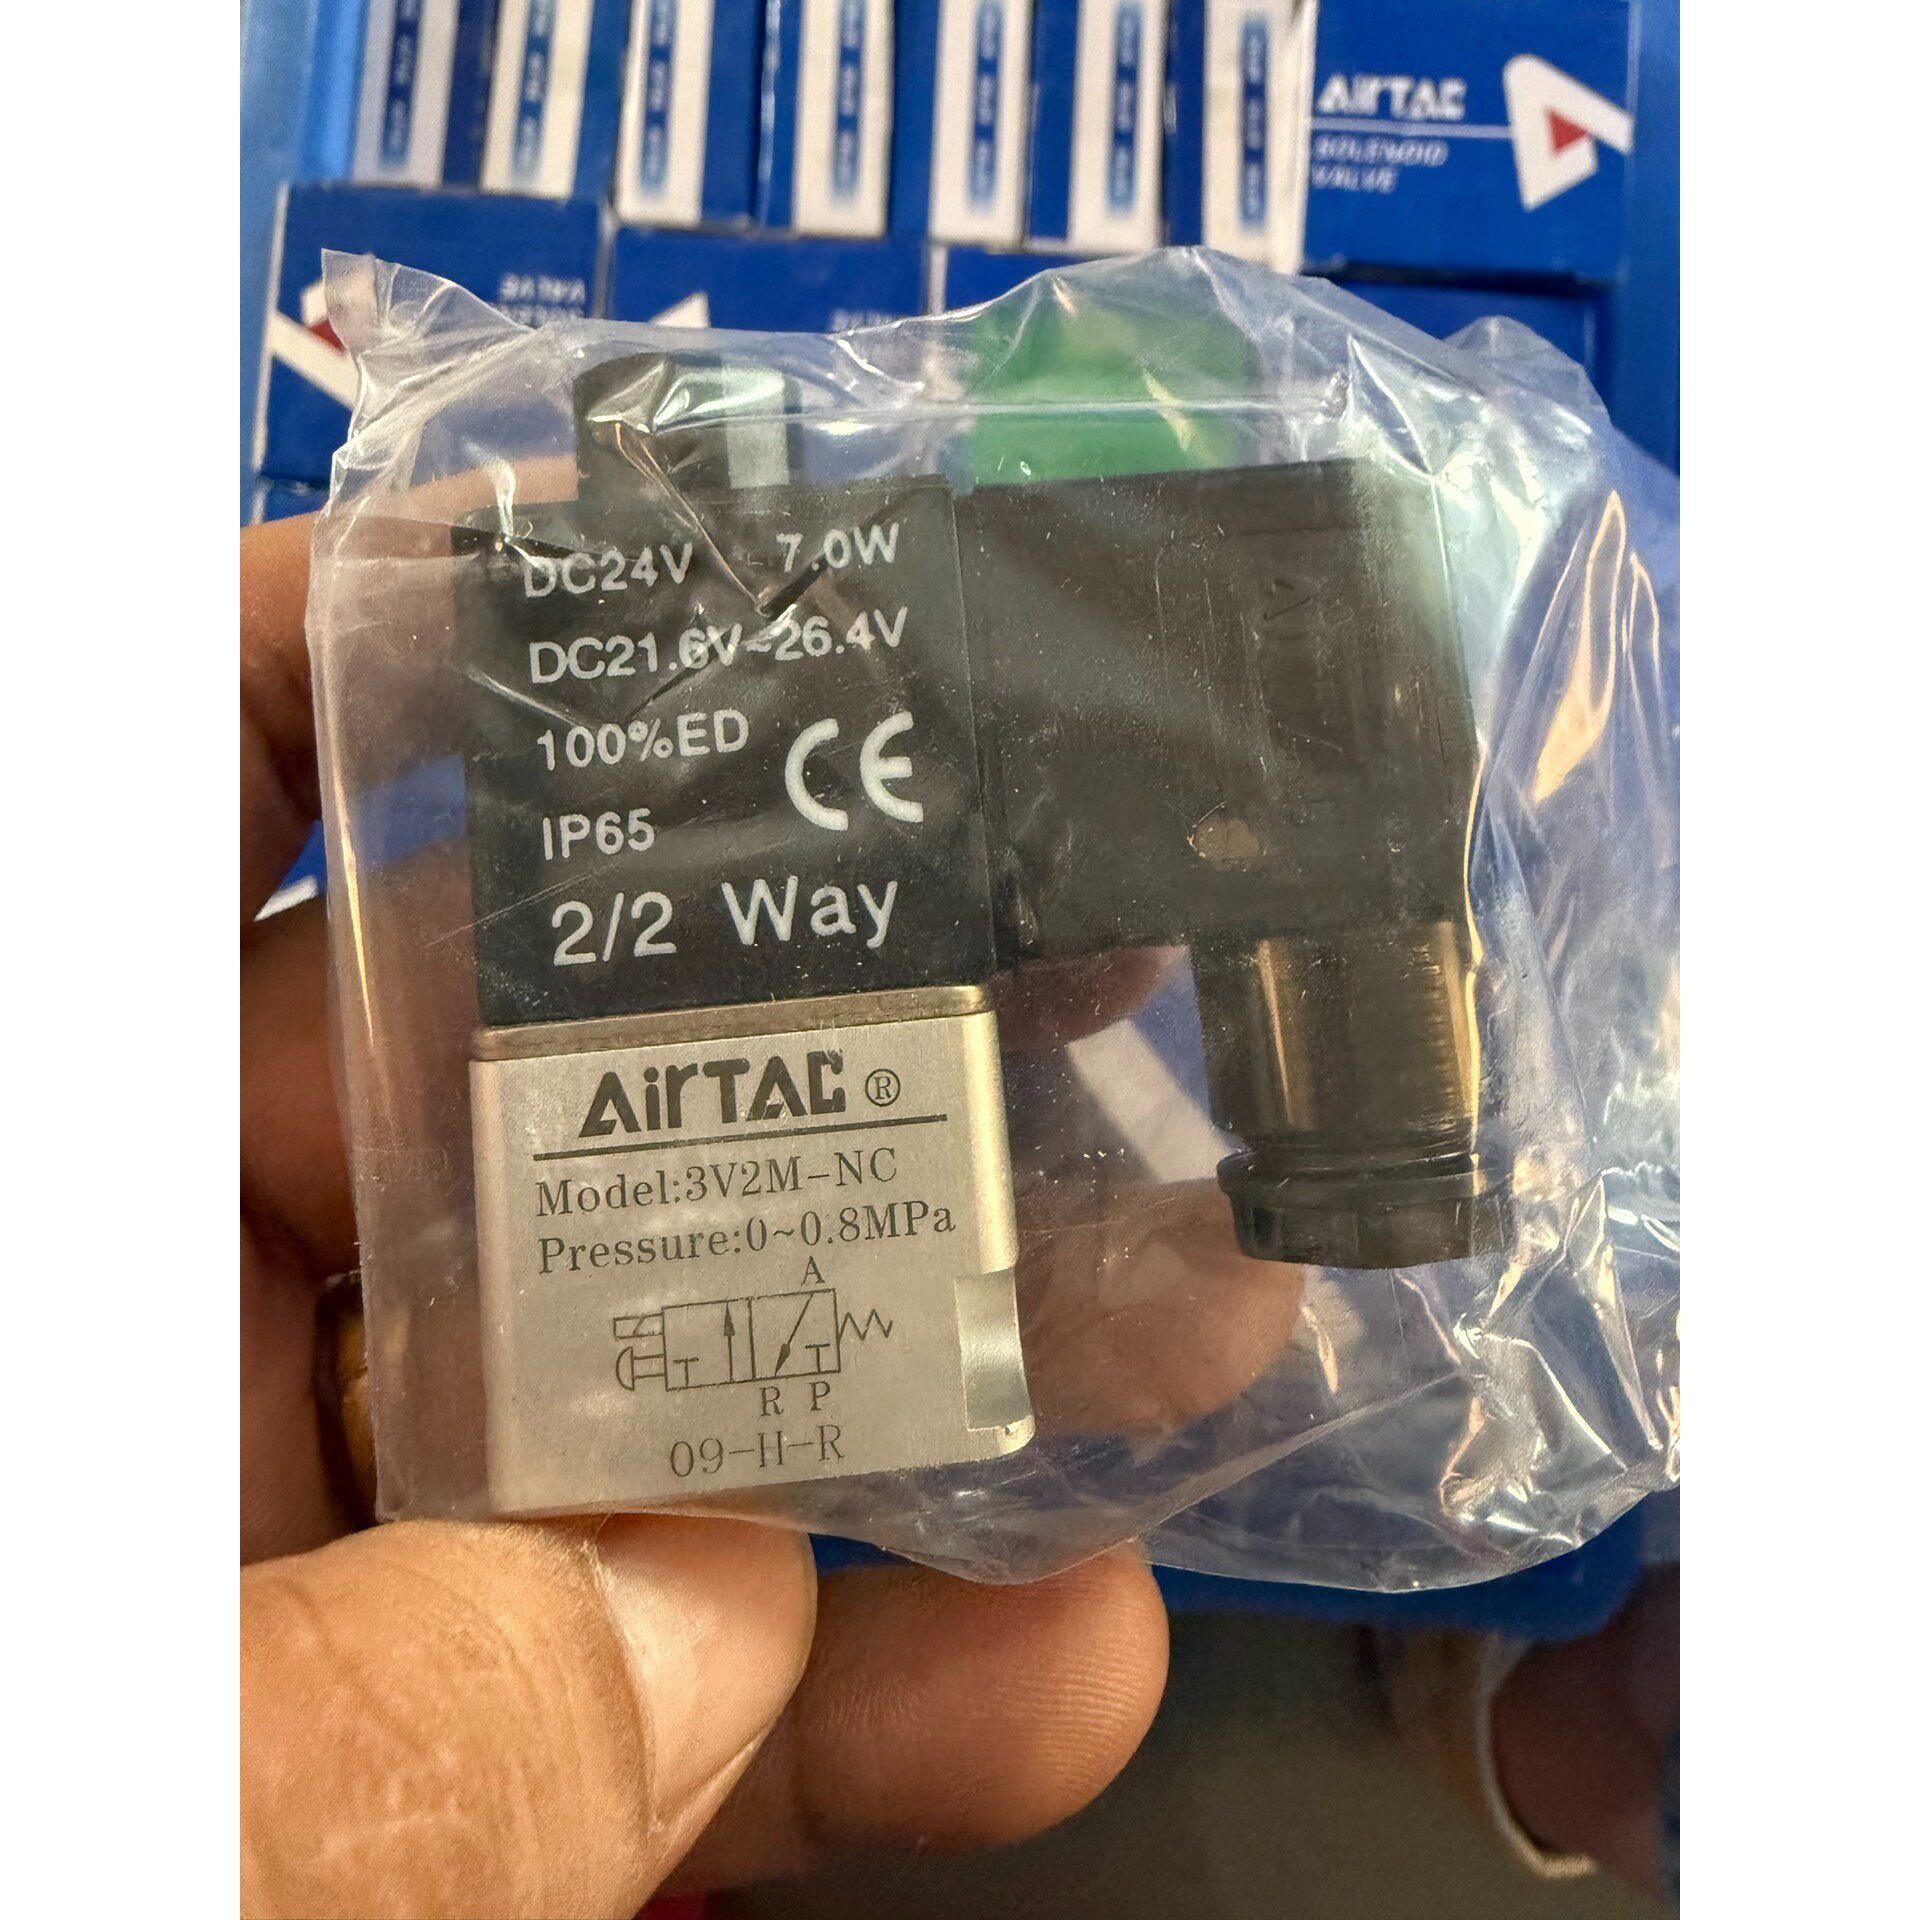 AirTAC
SOLENOID
VALVE
VALVE
DC24V 7.0W
DC21.6V~26.4V
100%ED
CE
IP65
2/2 Way
AirTAC ®
Model:3V2M-NC
Pressure:0~0.8MPa
A
T T
R P
09-H-R